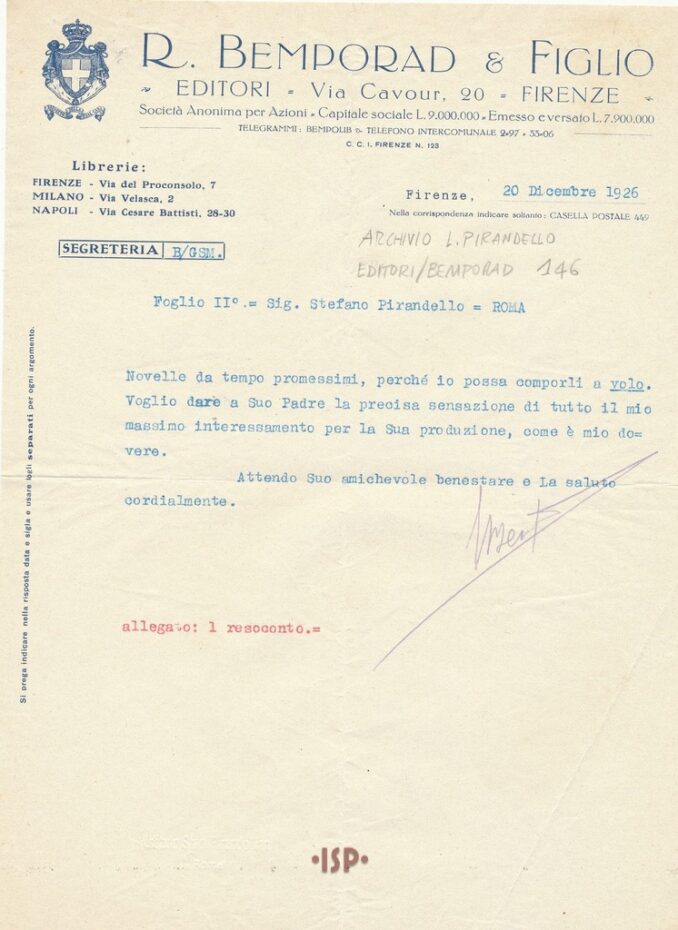 R. BEMPORAD & FIGLIO
EDITORI - Via Cavour, 20 - FIRENZE
Società Anonima per Azioni - Capitale sociale L. 9.000.000 - Emesso e versato L. 7.900.000
TELEGRAMMI: BEMPOLIB - TELEFONO INTERCOMUNALE 2-97 - 33-06
C. C. I. FIRENZE N. 123
Librerie:
FIRENZE - Via del Proconsolo, 7
MILANO - Via Velasca, 2
NAPOLI - Via Cesare Battisti, 28-30
Firenze, 20 Dicembre 1926
Nella corrispondenza indicare soltanto: CASELLA POSTALE 449
SEGRETERIA B/GSM.
ARCHIVIO L. PIRANDELLO
EDITORI/BEMPORAD 146
Foglio II°.= Sig. Stefano Pirandello = ROMA
Novelle da tempo promessimi, perché io possa comporli a volo.
Voglio dare a Suo Padre la precisa sensazione di tutto il mio
massimo interessamento per la Sua produzione, come è mio do=
vere.
Attendo Suo amichevole benestare e La saluto
cordialmente.
allegato: 1 resoconto.=
Si prega indicare nella risposta data e sigla e usare fogli separati per ogni argomento.
•ISP•